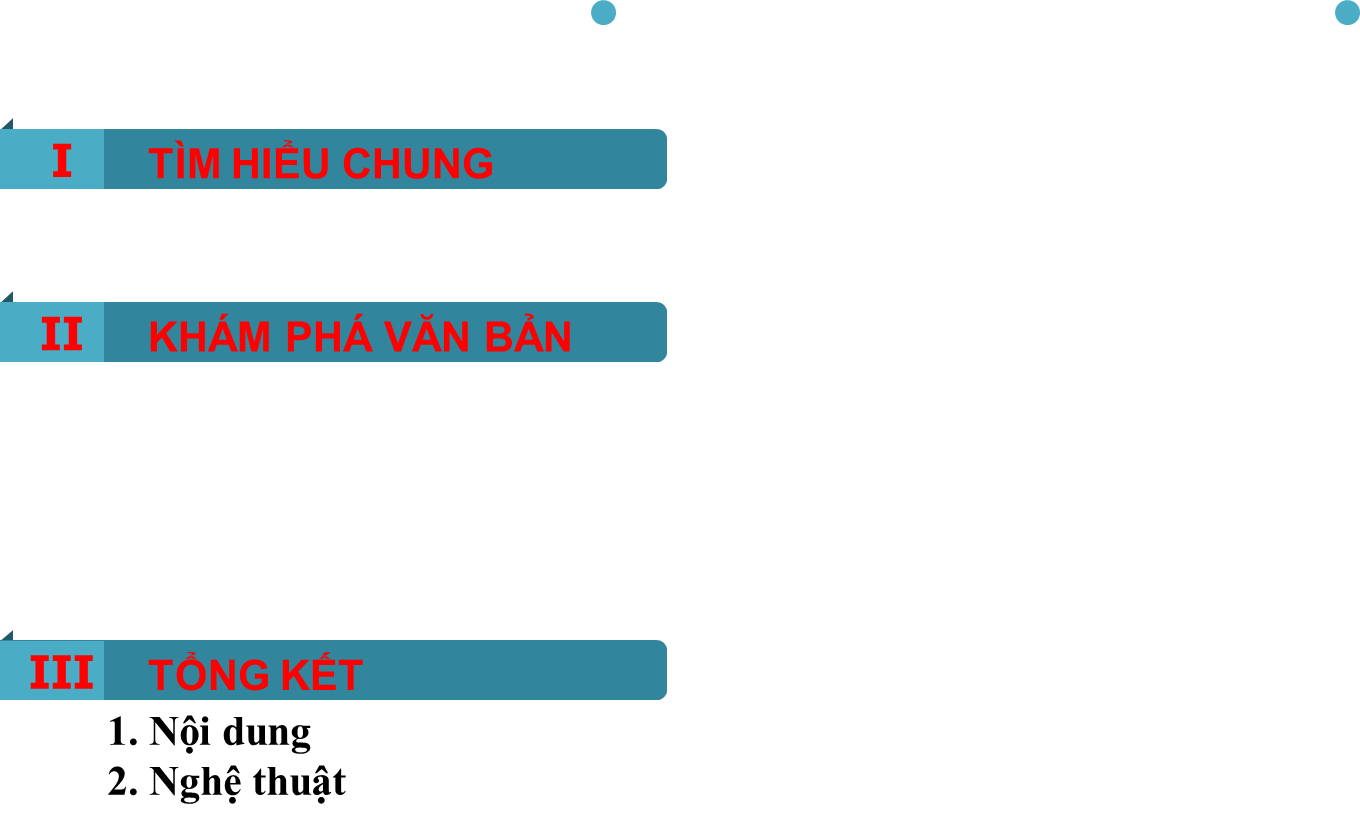 I TÌM HIỂU CHUNG
II KHÁM PHÁ VĂN BẢN
III TỔNG KẾT
1. Nội dung
2. Nghệ thuật